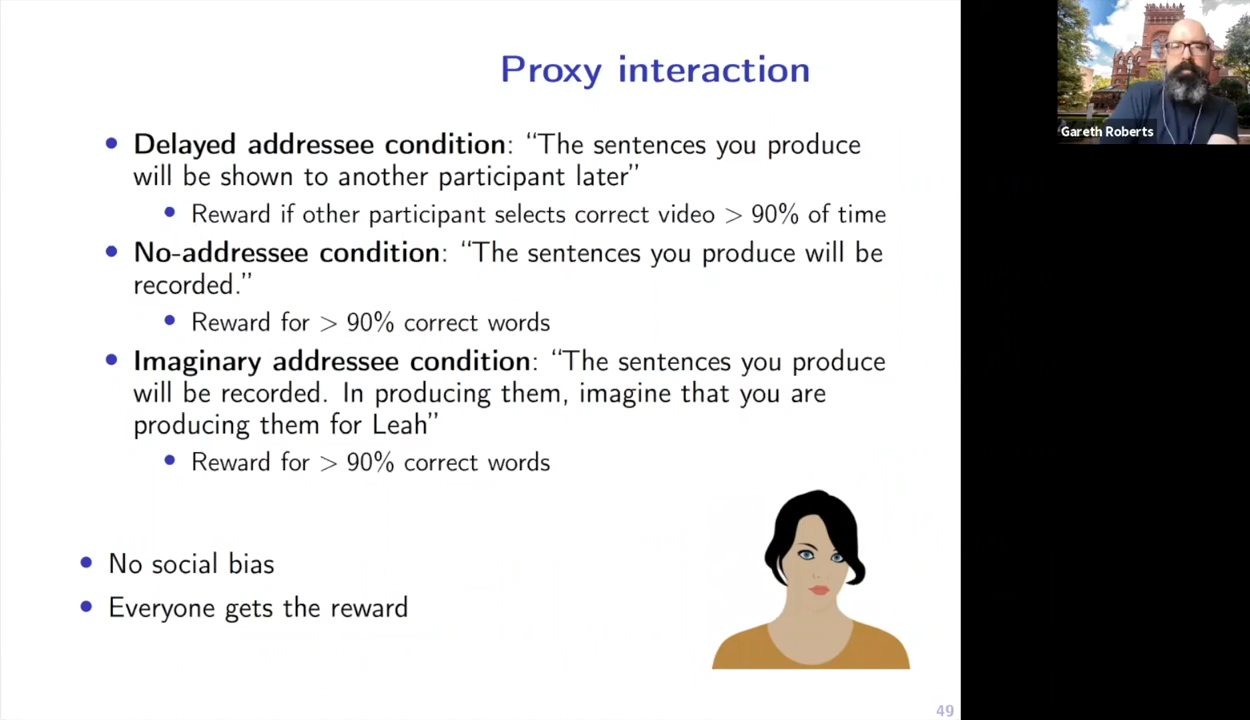 Proxy interaction
• Delayed addressee condition: “The sentences you produce
will be shown to another participant later”
• Reward if other participant selects correct video > 90% of time
• No-addressee condition: “The sentences you produce will be
recorded.”
• Reward for > 90% correct words
• Imaginary addressee condition: “The sentences you produce
will be recorded. In producing them, imagine that you are
producing them for Leah”
• Reward for > 90% correct words
• No social bias
• Everyone gets the reward
49
Gareth Roberts